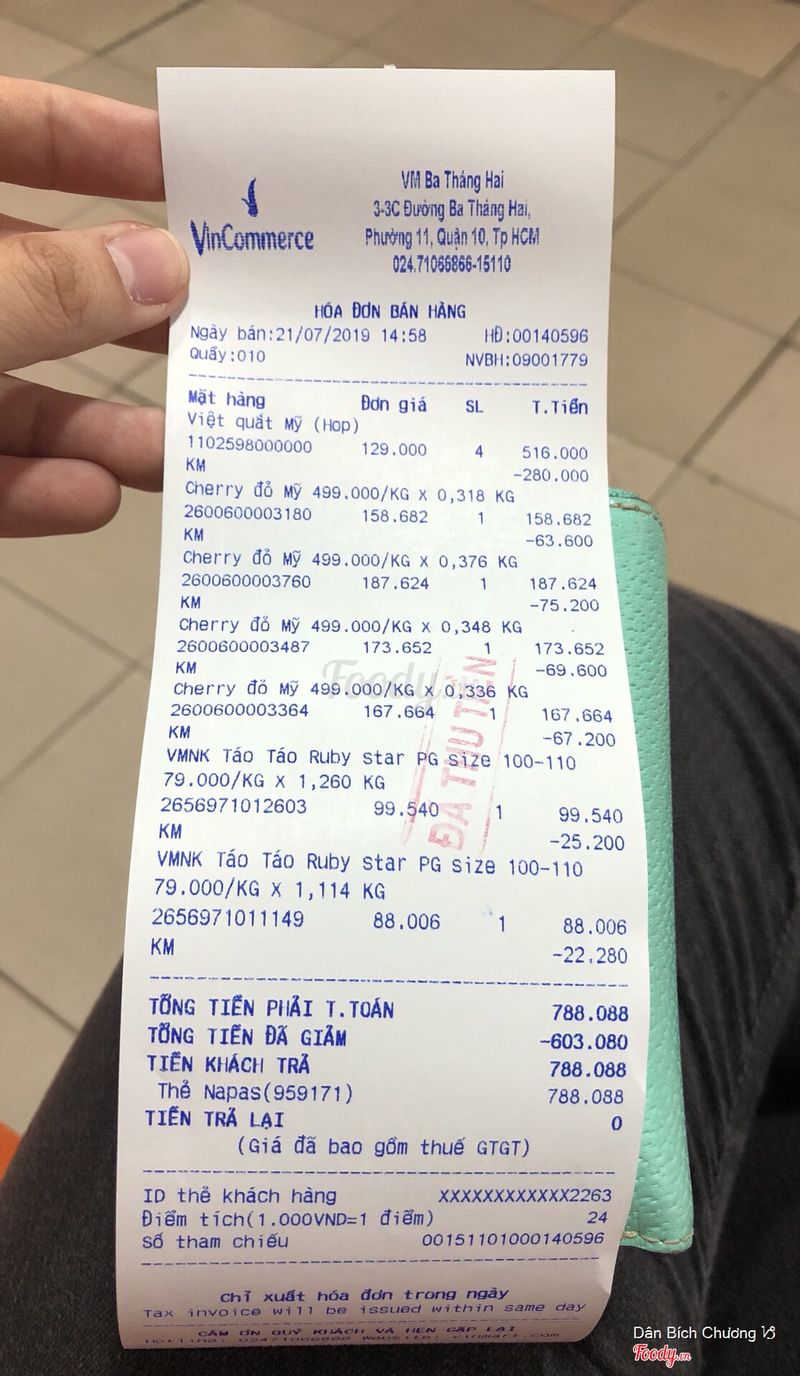 VinCommerce
VM Ba Tháng Hai
3-3C Đường Ba Tháng Hai,
Phường 11, Quận 10, Tp HCM
024.71066866-15110
HÓA ĐƠN BÁN HÀNG
Ngày bán:21/07/2019 14:58 HĐ:00140596
Quầy:010 NVBH:09001779
Mặt hàng Đơn giá SL T.Tiền
Việt quất Mỹ (Hop)
1102598000000 129.000 4 516.000
KM -280.000
Cherry đỏ Mỹ 499.000/KG X 0,318 KG
2600600003180 158.682 1 158.682
KM -63.600
Cherry đỏ Mỹ 499.000/KG X 0,376 KG
2600600003760 187.624 1 187.624
KM -75.200
Cherry đỏ Mỹ 499.000/KG X 0,348 KG
2600600003487 173.652 1 173.652
KM -69.600
Cherry đỏ Mỹ 499.000/KG X 0,336 KG
2600600003364 167.664 1 167.664
KM -67.200
VMNK Táo Táo Ruby star PG size 100-110
79.000/KG X 1,260 KG
2656971012603 99.540 1 99.540
KM -25.200
VMNK Táo Táo Ruby star PG size 100-110
79.000/KG X 1,114 KG
2656971011149 88.006 1 88.006
KM -22.280
ĐÃ THU TIỀN
Foody.vn
TỔNG TIỀN PHẢI T.TOÁN 788.088
TỔNG TIỀN ĐÃ GIẢM -603.080
TIỀN KHÁCH TRẢ 788.088
Thẻ Napas(959171) 788.088
TIỀN TRẢ LẠI 0
(Giá đã bao gồm thuế GTGT)
ID thẻ khách hàng XXXXXXXXXXXX2263
Điểm tích(1.000VND=1 điểm) 24
Số tham chiếu 00151101000140596
Chỉ xuất hóa đơn trong ngày
Tax invoice will be issued within same day
CẢM ƠN QUÝ KHÁCH VÀ HẸN GẶP LẠI
Website: vinmart.com
Dân Bích Chương
Foody.vn